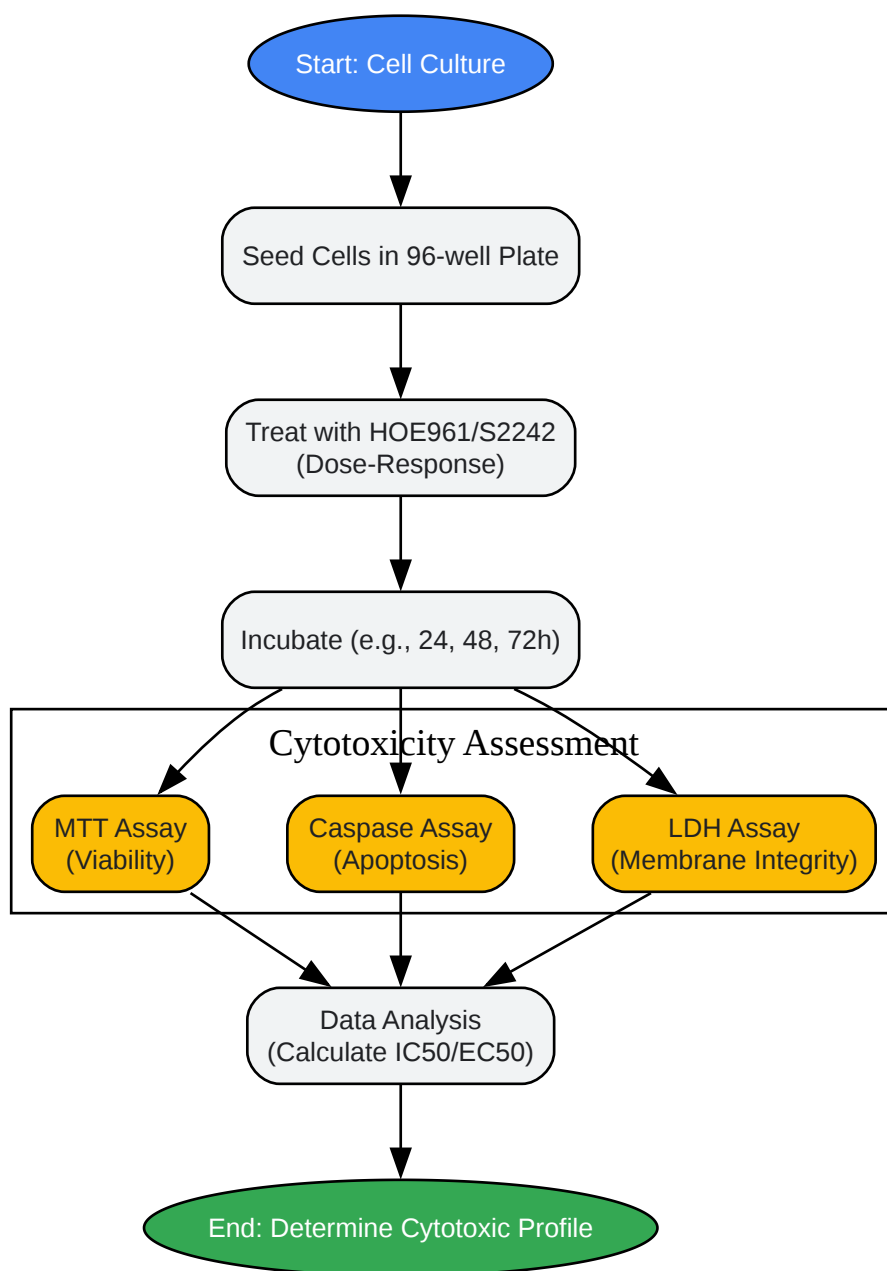 Start: Cell Culture
Seed Cells in 96-well Plate
Treat with HOE961/S2242
(Dose-Response)
Incubate (e.g., 24, 48, 72h)
Cytotoxicity Assessment
MTT Assay
(Viability)
Caspase Assay
(Apoptosis)
LDH Assay
(Membrane Integrity)
Data Analysis
(Calculate IC50/EC50)
End: Determine Cytotoxic Profile